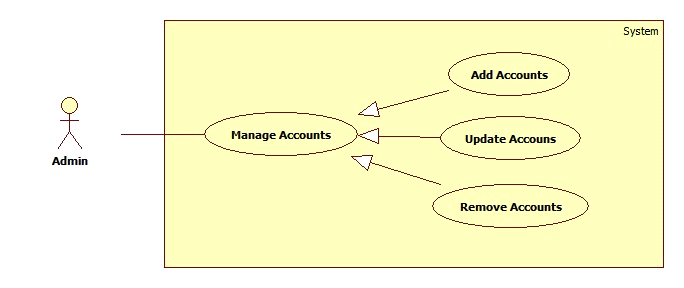 System
Add Accounts
Manage Accounts
Update Accouns
Admin
Remove Accounts